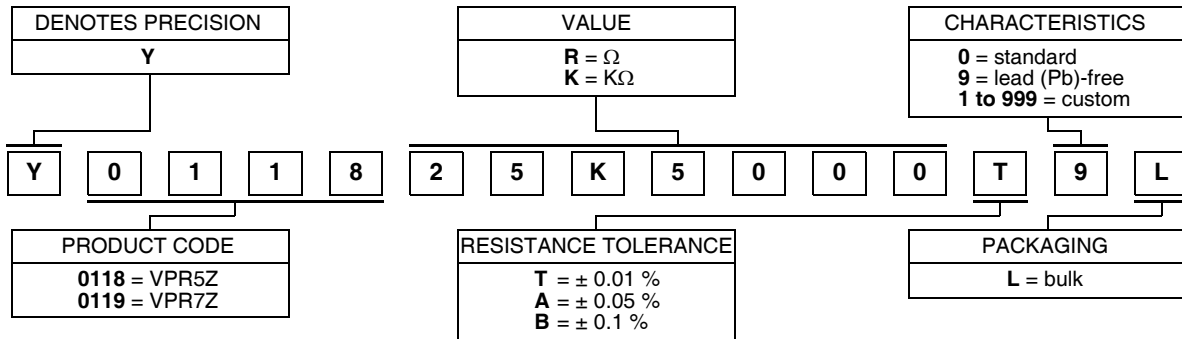 DENOTES PRECISION
Y
VALUE
R = Ω
K = KΩ
CHARACTERISTICS
0 = standard
9 = lead (Pb)-free
1 to 999 = custom
Y 0 1 1 8 2 5 K 5 0 0 0 T 9 L
PRODUCT CODE
0118 = VPR5Z
0119 = VPR7Z
RESISTANCE TOLERANCE
T = ± 0.01 %
A = ± 0.05 %
B = ± 0.1 %
PACKAGING
L = bulk